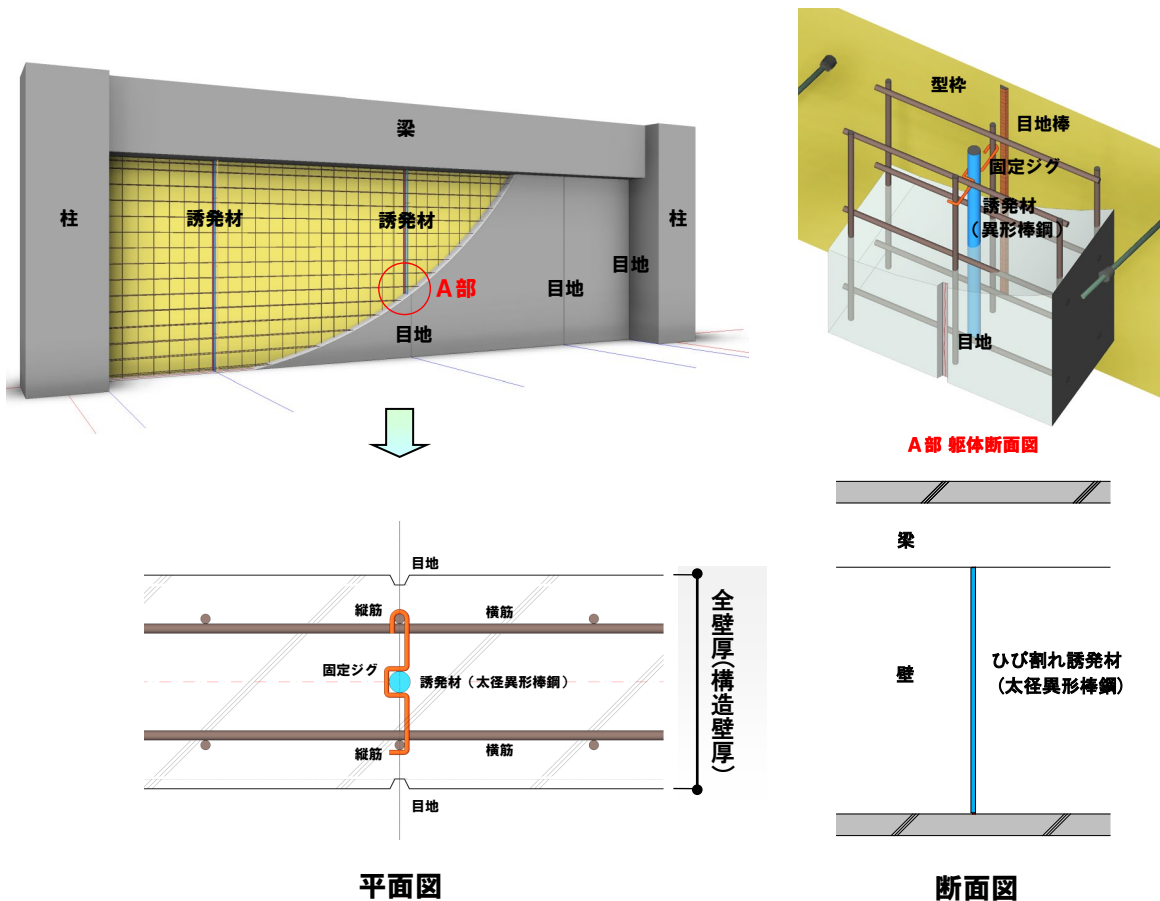 梁
柱
誘発材
誘発材
柱
目地
目地
A部
目地
型枠
目地棒
固定ジグ
誘発材
(異形棒鋼)
目地
A部 躯体断面図
目地
縦筋
横筋
固定ジグ
誘発材(太径異形棒鋼)
縦筋
横筋
目地
全壁厚(構造壁厚)
平面図
梁
壁
ひび割れ誘発材
(太径異形棒鋼)
断面図